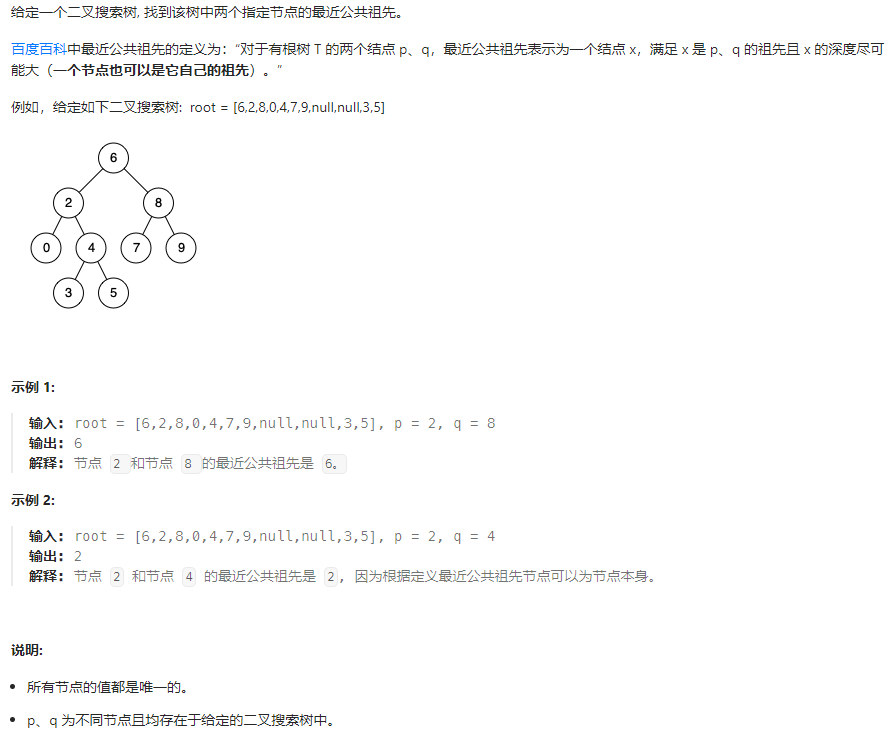 给定一个二叉搜索树, 找到该树中两个指定节点的最近公共祖先。
百度百科中最近公共祖先的定义为：“对于有根树 T 的两个结点 p、q，最近公共祖先表示为一个结点 x，满足 x 是 p、q 的祖先且 x 的深度尽可
能大（一个节点也可以是它自己的祖先）。”
例如，给定如下二叉搜索树:  root = [6,2,8,0,4,7,9,null,null,3,5]
6
2 8
0 4 7 9
3 5
示例 1:
输入: root = [6,2,8,0,4,7,9,null,null,3,5], p = 2, q = 8
输出: 6
解释: 节点 2 和节点 8 的最近公共祖先是 6。
示例 2:
输入: root = [6,2,8,0,4,7,9,null,null,3,5], p = 2, q = 4
输出: 2
解释: 节点 2 和节点 4 的最近公共祖先是 2, 因为根据定义最近公共祖先节点可以为节点本身。
说明:
• 所有节点的值都是唯一的。
• p、q 为不同节点且均存在于给定的二叉搜索树中。